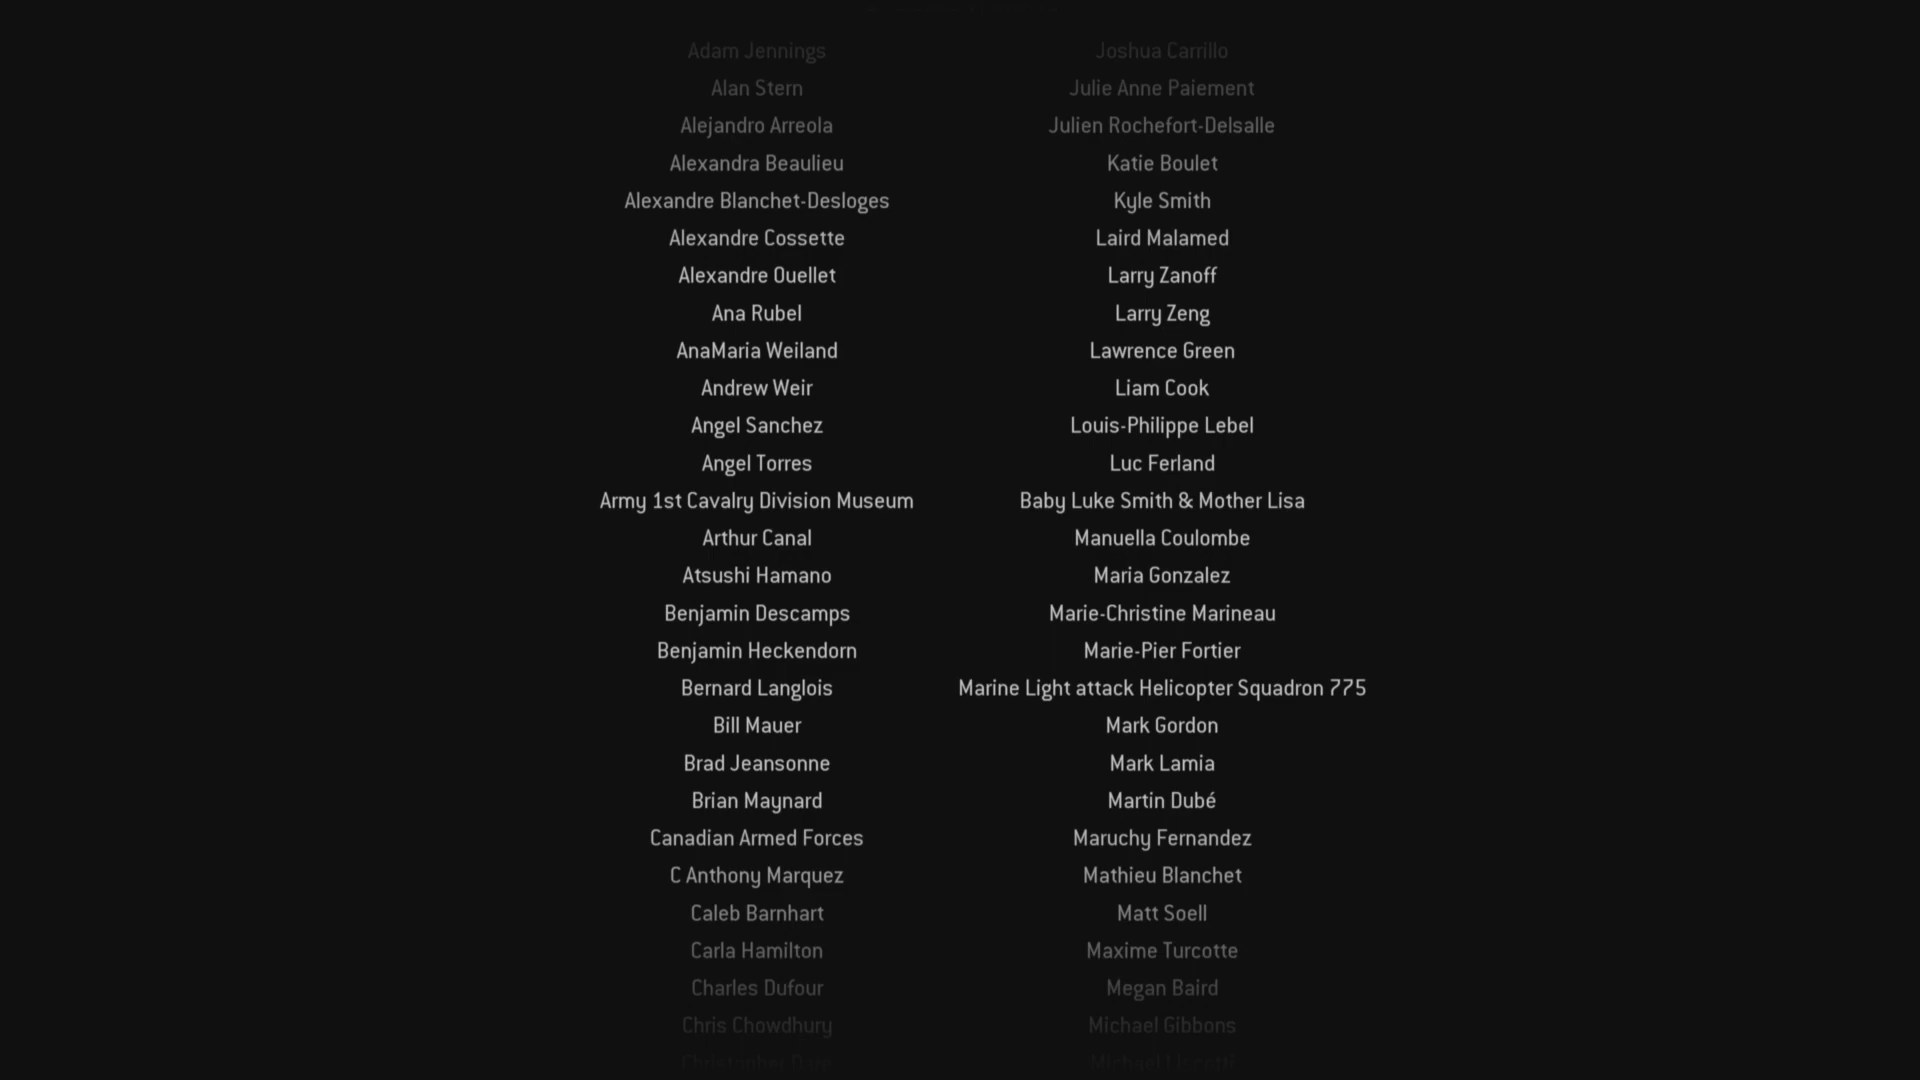 Adam Jennings
Alan Stern
Alejandro Arreola
Alexandra Beaulieu
Alexandre Blanchet-Desloges
Alexandre Cossette
Alexandre Ouellet
Ana Rubel
AnaMaria Weiland
Andrew Weir
Angel Sanchez
Angel Torres
Army 1st Cavalry Division Museum
Arthur Canal
Atsushi Hamano
Benjamin Descamps
Benjamin Heckendorn
Bernard Langlois
Bill Mauer
Brad Jeansonne
Brian Maynard
Canadian Armed Forces
C Anthony Marquez
Caleb Barnhart
Carla Hamilton
Charles Dufour
Chris Chowdhury
Christopher
Joshua Carrillo
Julie Anne Paiement
Julien Rochefort-Delsalle
Katie Boulet
Kyle Smith
Laird Malamed
Larry Zanoff
Larry Zeng
Lawrence Green
Liam Cook
Louis-Philippe Lebel
Luc Ferland
Baby Luke Smith & Mother Lisa
Manuella Coulombe
Maria Gonzalez
Marie-Christine Marineau
Marie-Pier Fortier
Marine Light attack Helicopter Squadron 775
Mark Gordon
Mark Lamia
Martin Dubé
Maruchy Fernandez
Mathieu Blanchet
Matt Soell
Maxime Turcotte
Megan Baird
Michael Gibbons
Michael